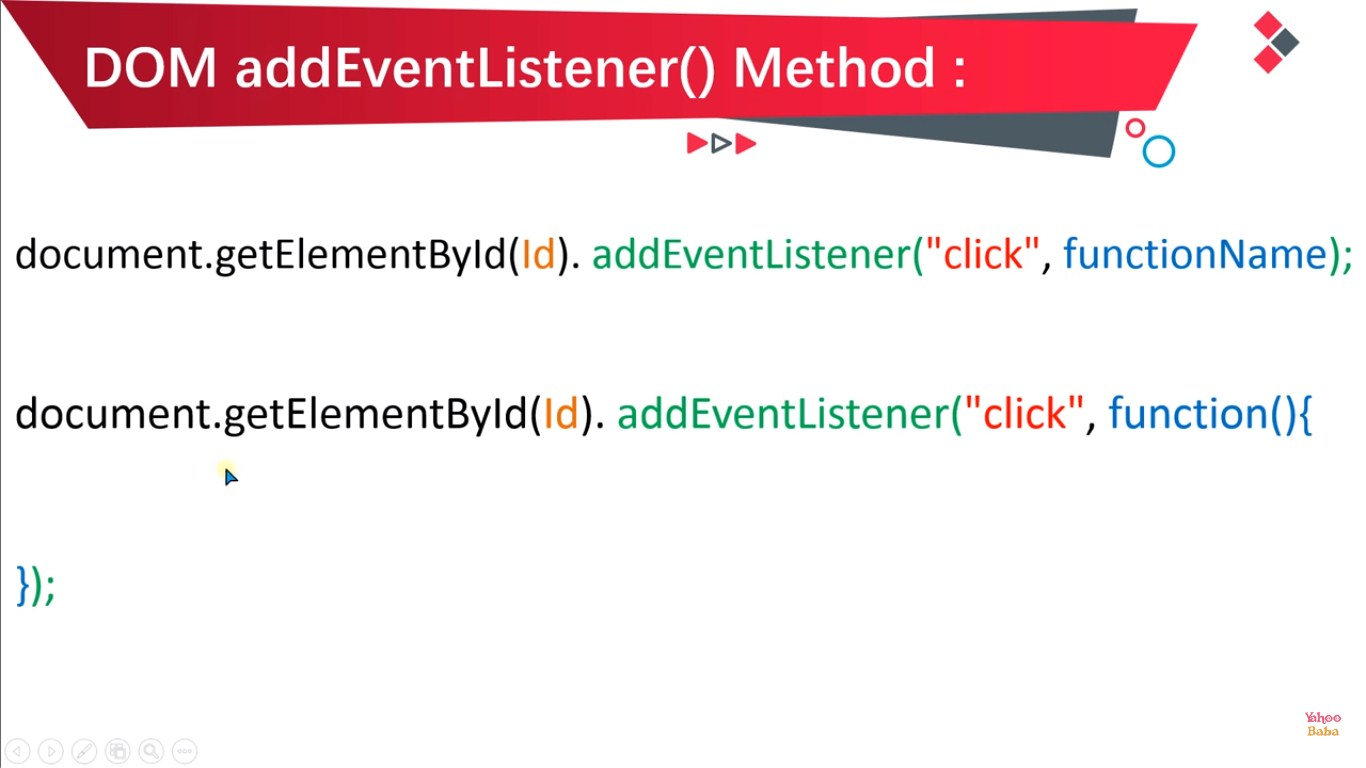 DOM addEventListener() Method :
document.getElementById(Id). addEventListener("click", functionName);
document.getElementById(Id). addEventListener("click", function(){
});
Yahoo
Baba